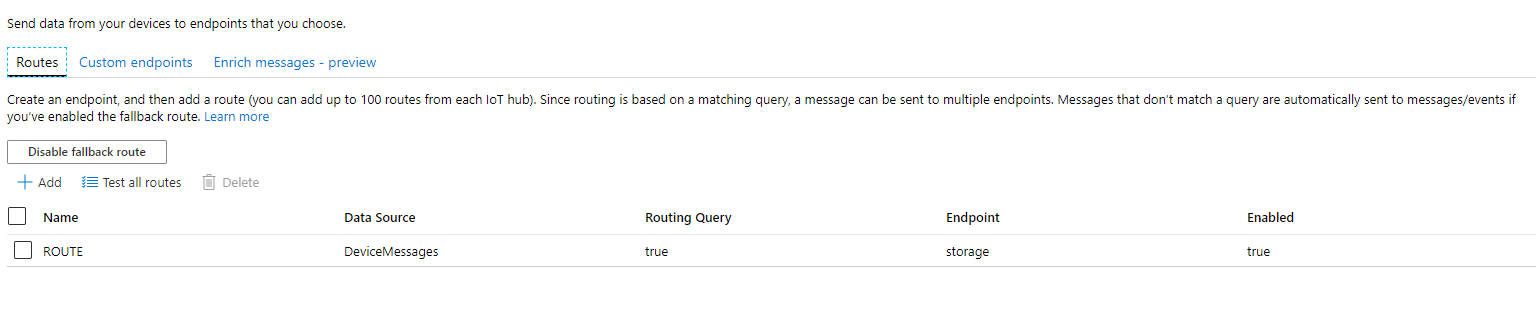 Send data from your devices to endpoints that you choose.
Routes Custom endpoints Enrich messages - preview
Create an endpoint, and then add a route (you can add up to 100 routes from each IoT hub). Since routing is based on a matching query, a message can be sent to multiple endpoints. Messages that don't match a query are automatically sent to messages/events if
you've enabled the fallback route. Learn more
Disable fallback route
Add Test all routes Delete
Name Data Source Routing Query Endpoint Enabled
ROUTE DeviceMessages true storage true